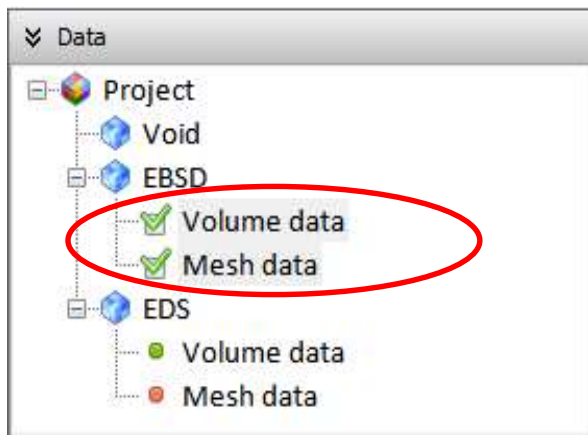 Data
Project
Void
EBSD
Volume data
Mesh data
EDS
Volume data
Mesh data